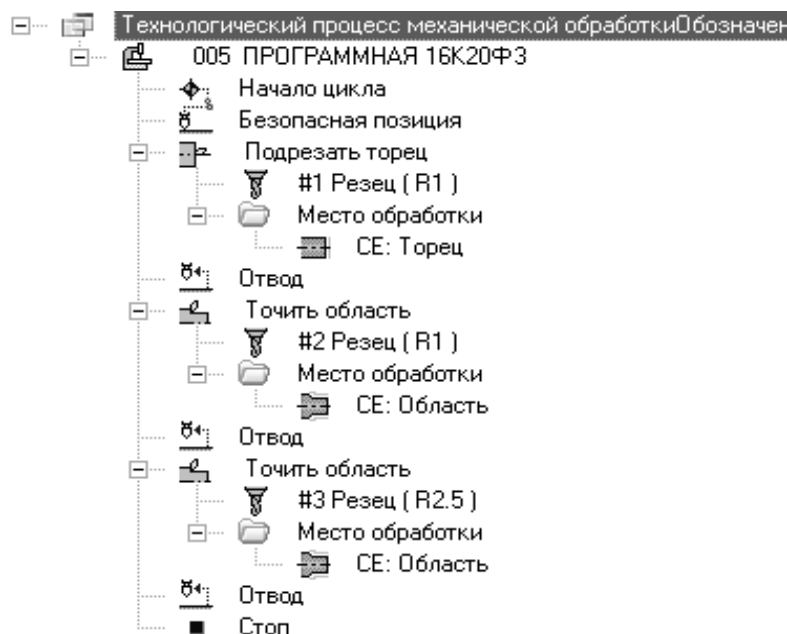 Технологический процесс механической обработкиОбозначен
005 ПРОГРАММНАЯ 16К20Ф3
Начало цикла
Безопасная позиция
Подрезать торец
#1 Резец ( R1 )
Место обработки
СЕ: Торец
Отвод
Точить область
#2 Резец ( R1 )
Место обработки
СЕ: Область
Отвод
Точить область
#3 Резец ( R2.5 )
Место обработки
СЕ: Область
Отвод
Стоп